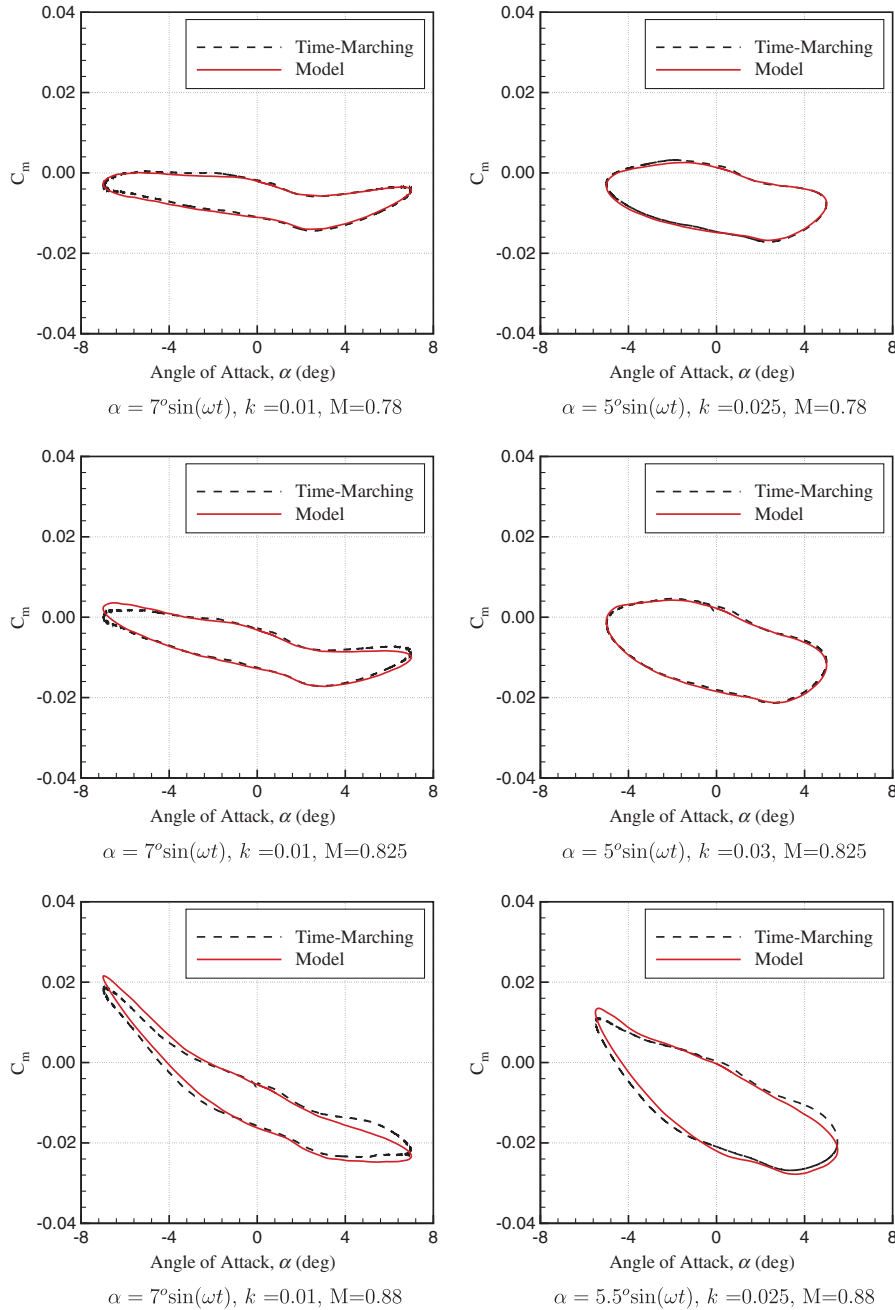 0.04
0.02
0.00
-0.02
-0.04
C_m
Time-Marching
Model
-8 -4 0 4 8
Angle of Attack, α (deg)
α = 7°sin(ωt), k =0.01, M=0.78
0.04
0.02
0.00
-0.02
-0.04
C_m
Time-Marching
Model
-8 -4 0 4 8
Angle of Attack, α (deg)
α = 5°sin(ωt), k =0.025, M=0.78
0.04
0.02
0.00
-0.02
-0.04
C_m
Time-Marching
Model
-8 -4 0 4 8
Angle of Attack, α (deg)
α = 7°sin(ωt), k =0.01, M=0.825
0.04
0.02
0.00
-0.02
-0.04
C_m
Time-Marching
Model
-8 -4 0 4 8
Angle of Attack, α (deg)
α = 5°sin(ωt), k =0.03, M=0.825
0.04
0.02
0.00
-0.02
-0.04
C_m
Time-Marching
Model
-8 -4 0 4 8
Angle of Attack, α (deg)
α = 7°sin(ωt), k =0.01, M=0.88
0.04
0.02
0.00
-0.02
-0.04
C_m
Time-Marching
Model
-8 -4 0 4 8
Angle of Attack, α (deg)
α = 5.5°sin(ωt), k =0.025, M=0.88